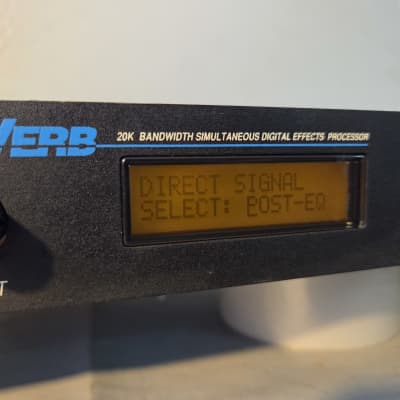 VERB
20K BANDWIDTH SIMULTANEOUS DIGITAL EFFECTS PROCESSOR
DIRECT SIGNAL
SELECT: POST-EQ
T